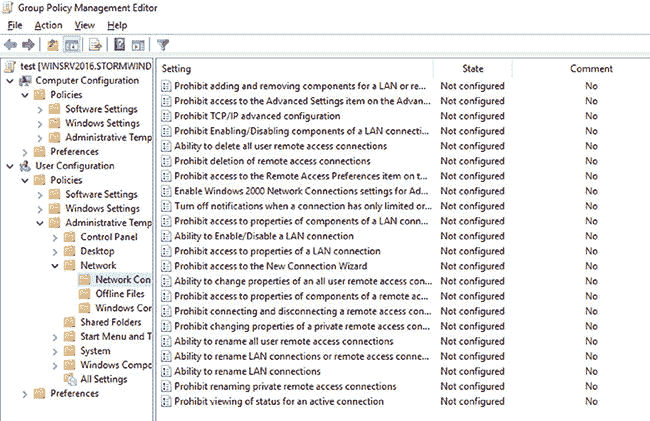 Group Policy Management Editor
File Action View Help
test [WINSRV2016.STORMWIND
Computer Configuration
Policies
Software Settings
Windows Settings
Administrative Temp
Preferences
User Configuration
Policies
Software Settings
Windows Settings
Administrative Temp
Control Panel
Desktop
Network
Network Con
Offline Files
Windows Cor
Shared Folders
Start Menu and T
System
Windows Compo
All Settings
Preferences
Setting State Comment
Prohibit adding and removing components for a LAN or re... Not configured No
Prohibit access to the Advanced Settings item on the Advan... Not configured No
Prohibit TCP/IP advanced configuration Not configured No
Prohibit Enabling/Disabling components of a LAN connecti... Not configured No
Ability to delete all user remote access connections Not configured No
Prohibit deletion of remote access connections Not configured No
Prohibit access to the Remote Access Preferences item on t... Not configured No
Enable Windows 2000 Network Connections settings for Ad... Not configured No
Turn off notifications when a connection has only limited or... Not configured No
Prohibit access to properties of components of a LAN conn... Not configured No
Ability to Enable/Disable a LAN connection Not configured No
Prohibit access to properties of a LAN connection Not configured No
Prohibit access to the New Connection Wizard Not configured No
Ability to change properties of an all user remote access con... Not configured No
Prohibit access to properties of components of a remote ac... Not configured No
Prohibit connecting and disconnecting a remote access con... Not configured No
Prohibit changing properties of a private remote access con... Not configured No
Ability to rename all user remote access connections Not configured No
Ability to rename LAN connections or remote access conne... Not configured No
Ability to rename LAN connections Not configured No
Prohibit renaming private remote access connections Not configured No
Prohibit viewing of status for an active connection Not configured No